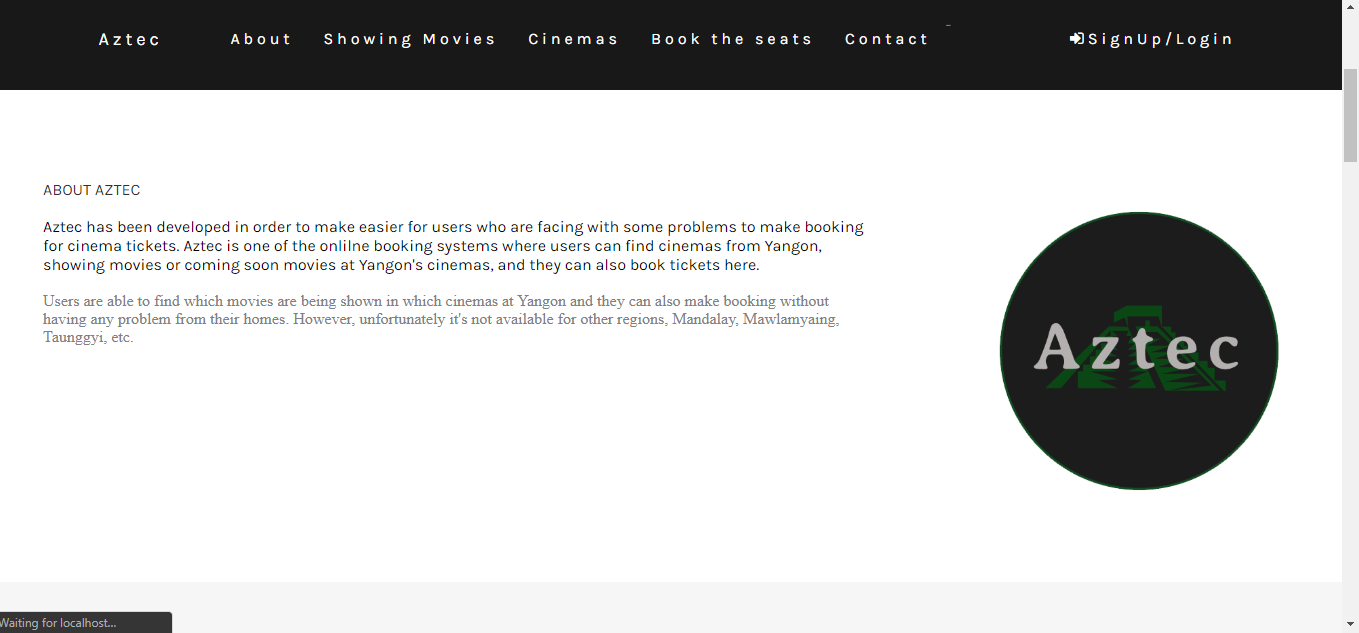 Aztec About Showing Movies Cinemas Book the seats Contact SignUp/Login
ABOUT AZTEC
Aztec has been developed in order to make easier for users who are facing with some problems to make booking
for cinema tickets. Aztec is one of the onlilne booking systems where users can find cinemas from Yangon,
showing movies or coming soon movies at Yangon's cinemas, and they can also book tickets here.
Users are able to find which movies are being shown in which cinemas at Yangon and they can also make booking without
having any problem from their homes. However, unfortunately it's not available for other regions, Mandalay, Mawlamyaing,
Taunggyi, etc.
Aztec
Waiting for localhost...